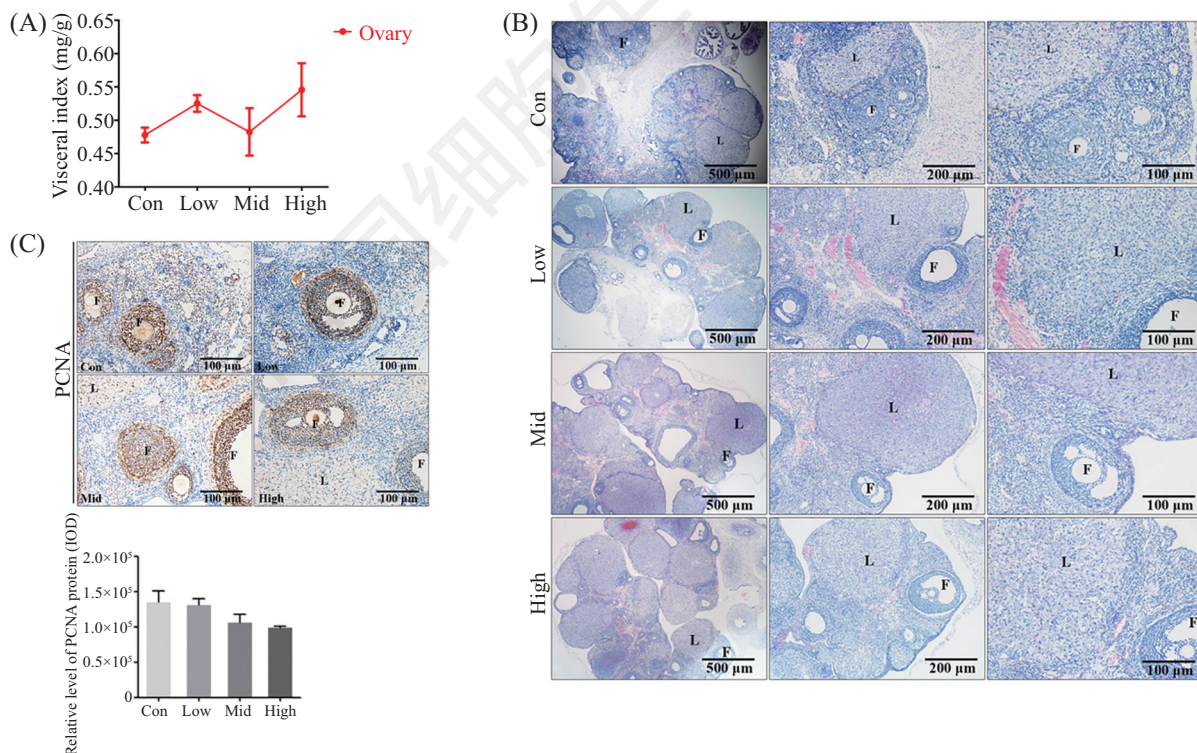 (A)
Visceral index (mg/g)
0.65
0.60
0.55
0.50
0.45
0.40
Con Low Mid High
Ovary
(B)
Con
F
L
500 µm
L
F
200 µm
L
F
100 µm
Low
L
F
500 µm
L
F
200 µm
L
F
100 µm
Mid
L
F
500 µm
L
F
200 µm
L
F
100 µm
High
L
F
500 µm
L
F
200 µm
L
F
100 µm
(C)
PCNA
F
F
Con
100 µm
F
Low
100 µm
L
F
F
Mid
100 µm
F
F
L
High
100 µm
Relative level of PCNA protein (IOD)
2.0×10⁵
1.5×10⁵
1.0×10⁵
0.5×10⁵
0
Con Low Mid High
国细胞